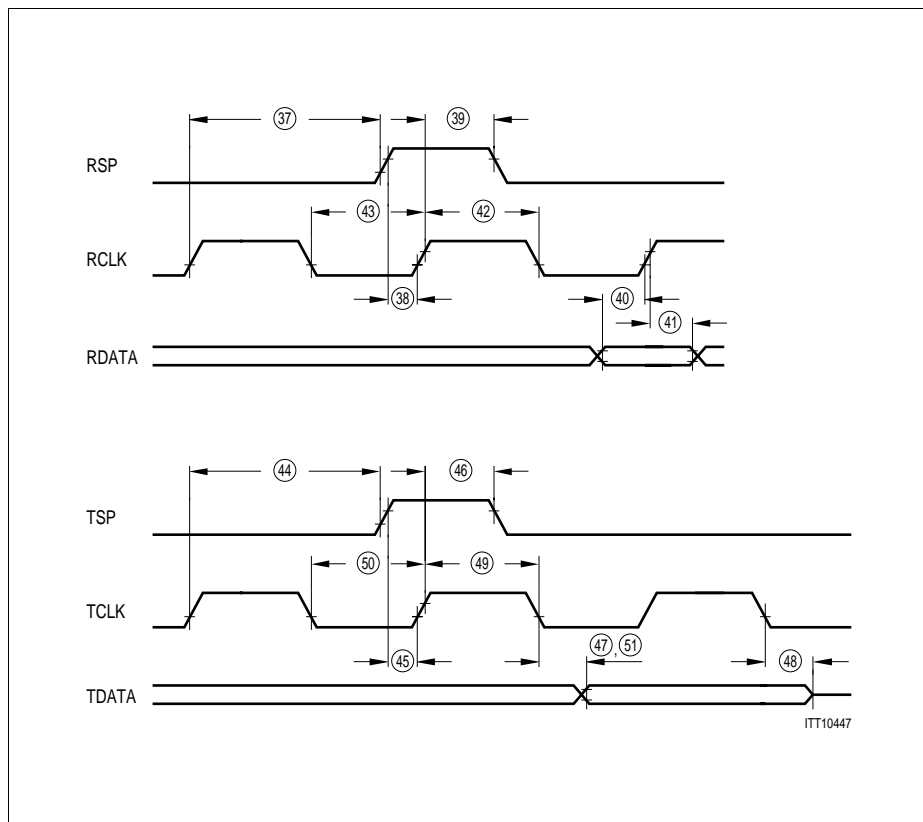 37 39
RSP
43 42
RCLK
38 40
41
RDATA
44 46
TSP
50 49
TCLK
47, 51
45 48
TDATA
ITT10447